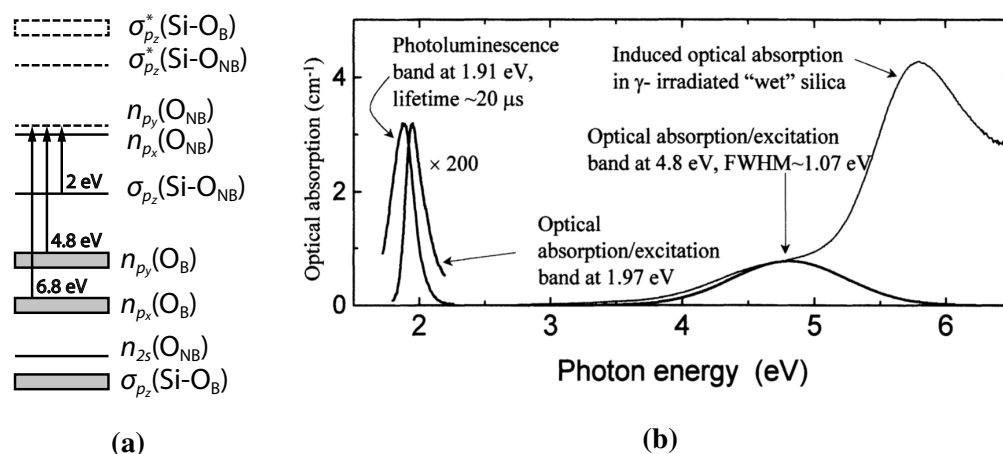 σ*pz(Si-OB)
σ*pz(Si-ONB)
npy(ONB)
npx(ONB)
2 eV
σpz(Si-ONB)
4.8 eV
npy(OB)
6.8 eV
npx(OB)
n2s(ONB)
σpz(Si-OB)
(a)
Optical absorption (cm⁻¹)
4
2
0
Photoluminescence
band at 1.91 eV,
lifetime ~20 µs
× 200
Induced optical absorption
in γ- irradiated “wet” silica
Optical absorption/excitation
band at 4.8 eV, FWHM~1.07 eV
Optical
absorption/excitation
band at 1.97 eV
2 3 4 5 6
Photon energy (eV)
(b)